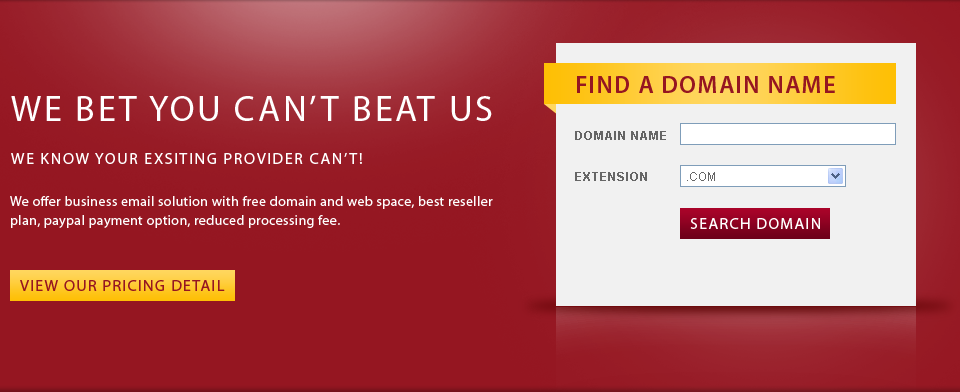 WE BET YOU CAN'T BEAT US
WE KNOW YOUR EXSITING PROVIDER CAN'T!
We offer business email solution with free domain and web space, best reseller
plan, paypal payment option, reduced processing fee.
VIEW OUR PRICING DETAIL
FIND A DOMAIN NAME
DOMAIN NAME
EXTENSION
.COM
SEARCH DOMAIN